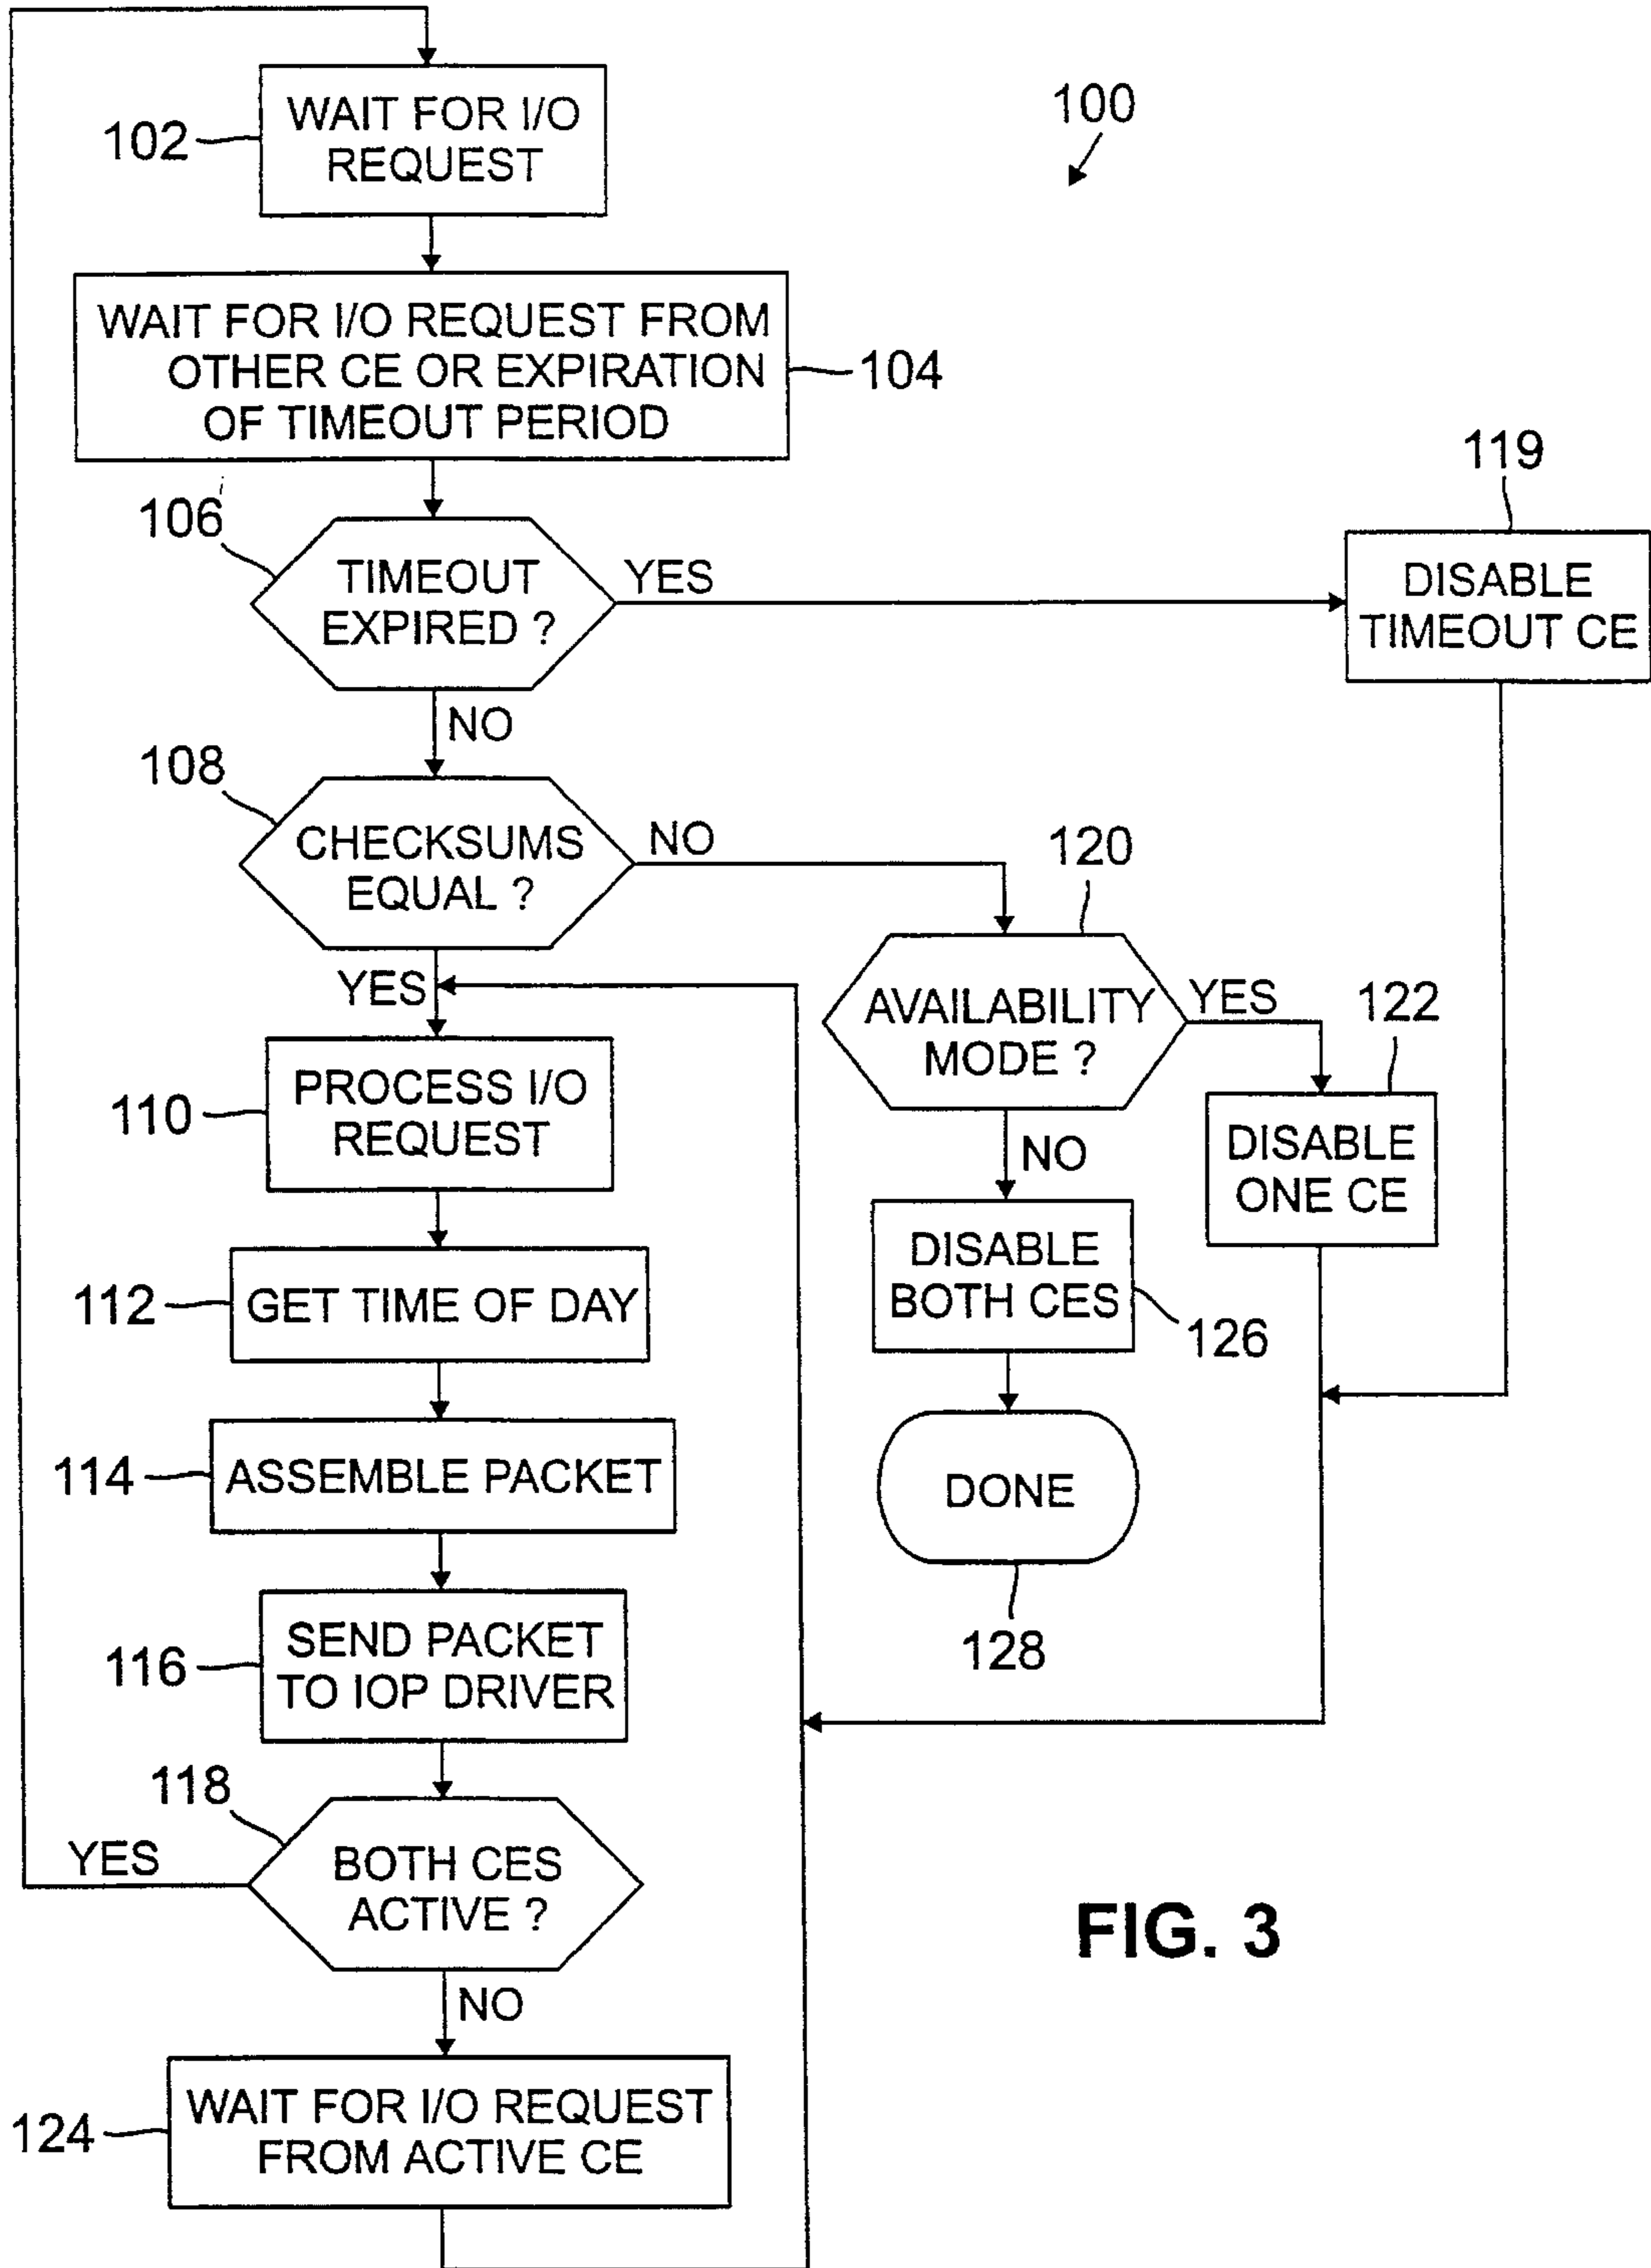 100
102
WAIT FOR I/O
REQUEST
WAIT FOR I/O REQUEST FROM
OTHER CE OR EXPIRATION
OF TIMEOUT PERIOD
104
106
TIMEOUT
EXPIRED ?
YES
NO
119
DISABLE
TIMEOUT CE
108
CHECKSUMS
EQUAL ?
NO
YES
120
AVAILABILITY
MODE ?
YES
NO
122
DISABLE
ONE CE
110
PROCESS I/O
REQUEST
DISABLE
BOTH CES
126
112
GET TIME OF DAY
114
ASSEMBLE PACKET
DONE
128
116
SEND PACKET
TO IOP DRIVER
118
BOTH CES
ACTIVE ?
YES
NO
124
WAIT FOR I/O REQUEST
FROM ACTIVE CE
FIG. 3